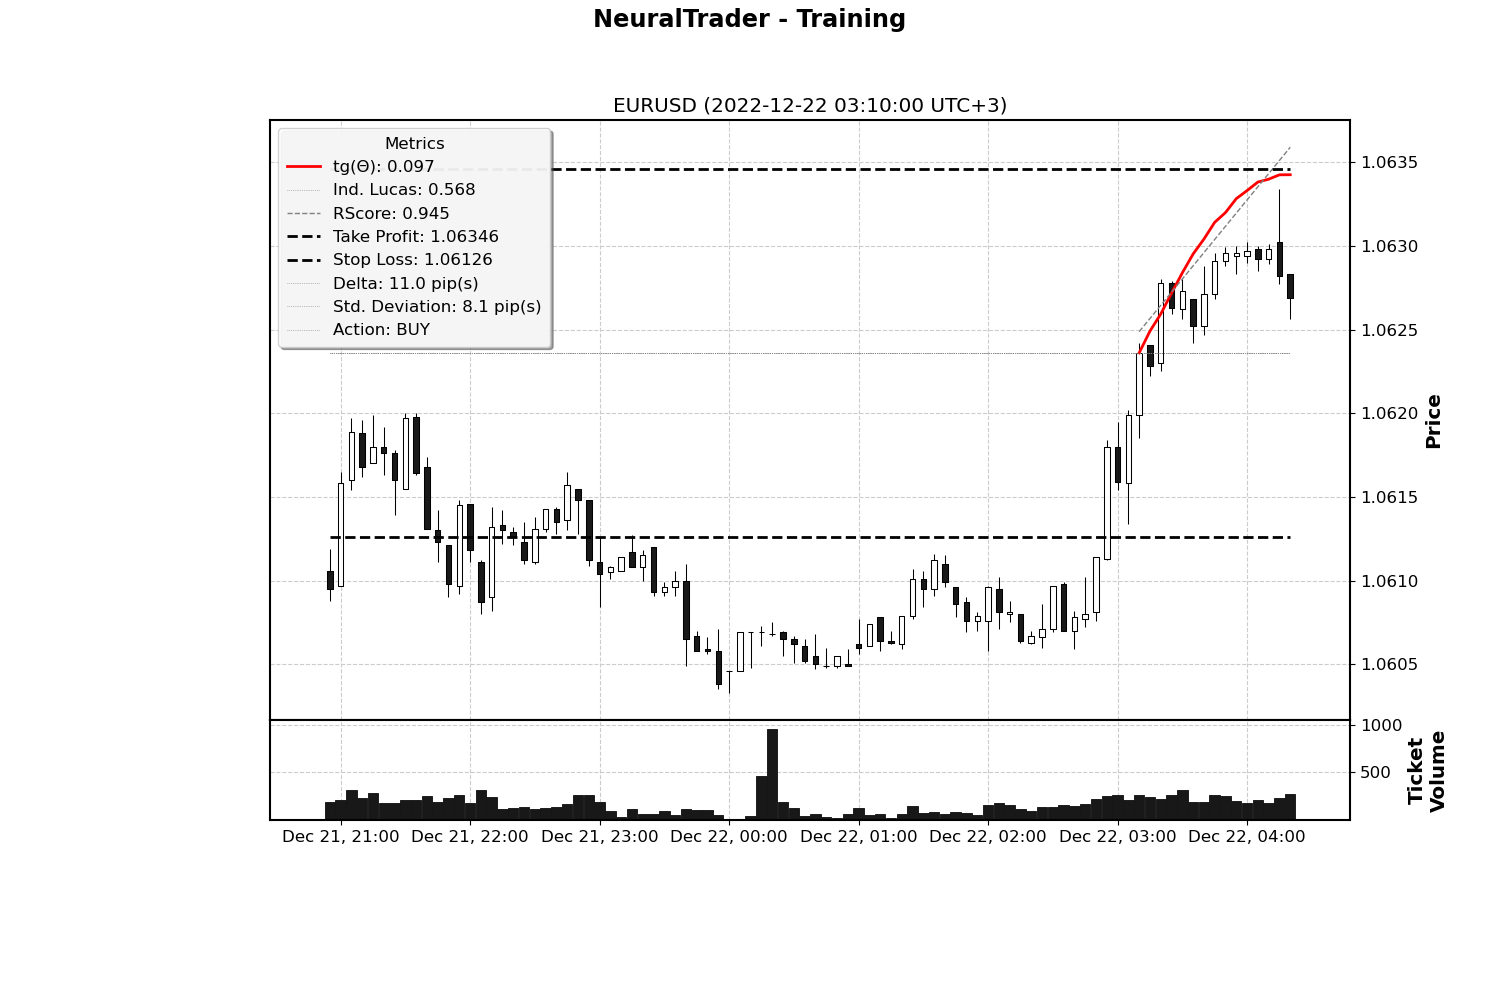 NeuralTrader - Training
EURUSD (2022-12-22 03:10:00 UTC+3)
Metrics
tg(Θ): 0.097
Ind. Lucas: 0.568
RScore: 0.945
Take Profit: 1.06346
Stop Loss: 1.06126
Delta: 11.0 pip(s)
Std. Deviation: 8.1 pip(s)
Action: BUY
1.0635
1.0630
1.0625
1.0620
1.0615
1.0610
1.0605
Price
1000
500
Ticket
Volume
Dec 21, 21:00 Dec 21, 22:00 Dec 21, 23:00 Dec 22, 00:00 Dec 22, 01:00 Dec 22, 02:00 Dec 22, 03:00 Dec 22, 04:00